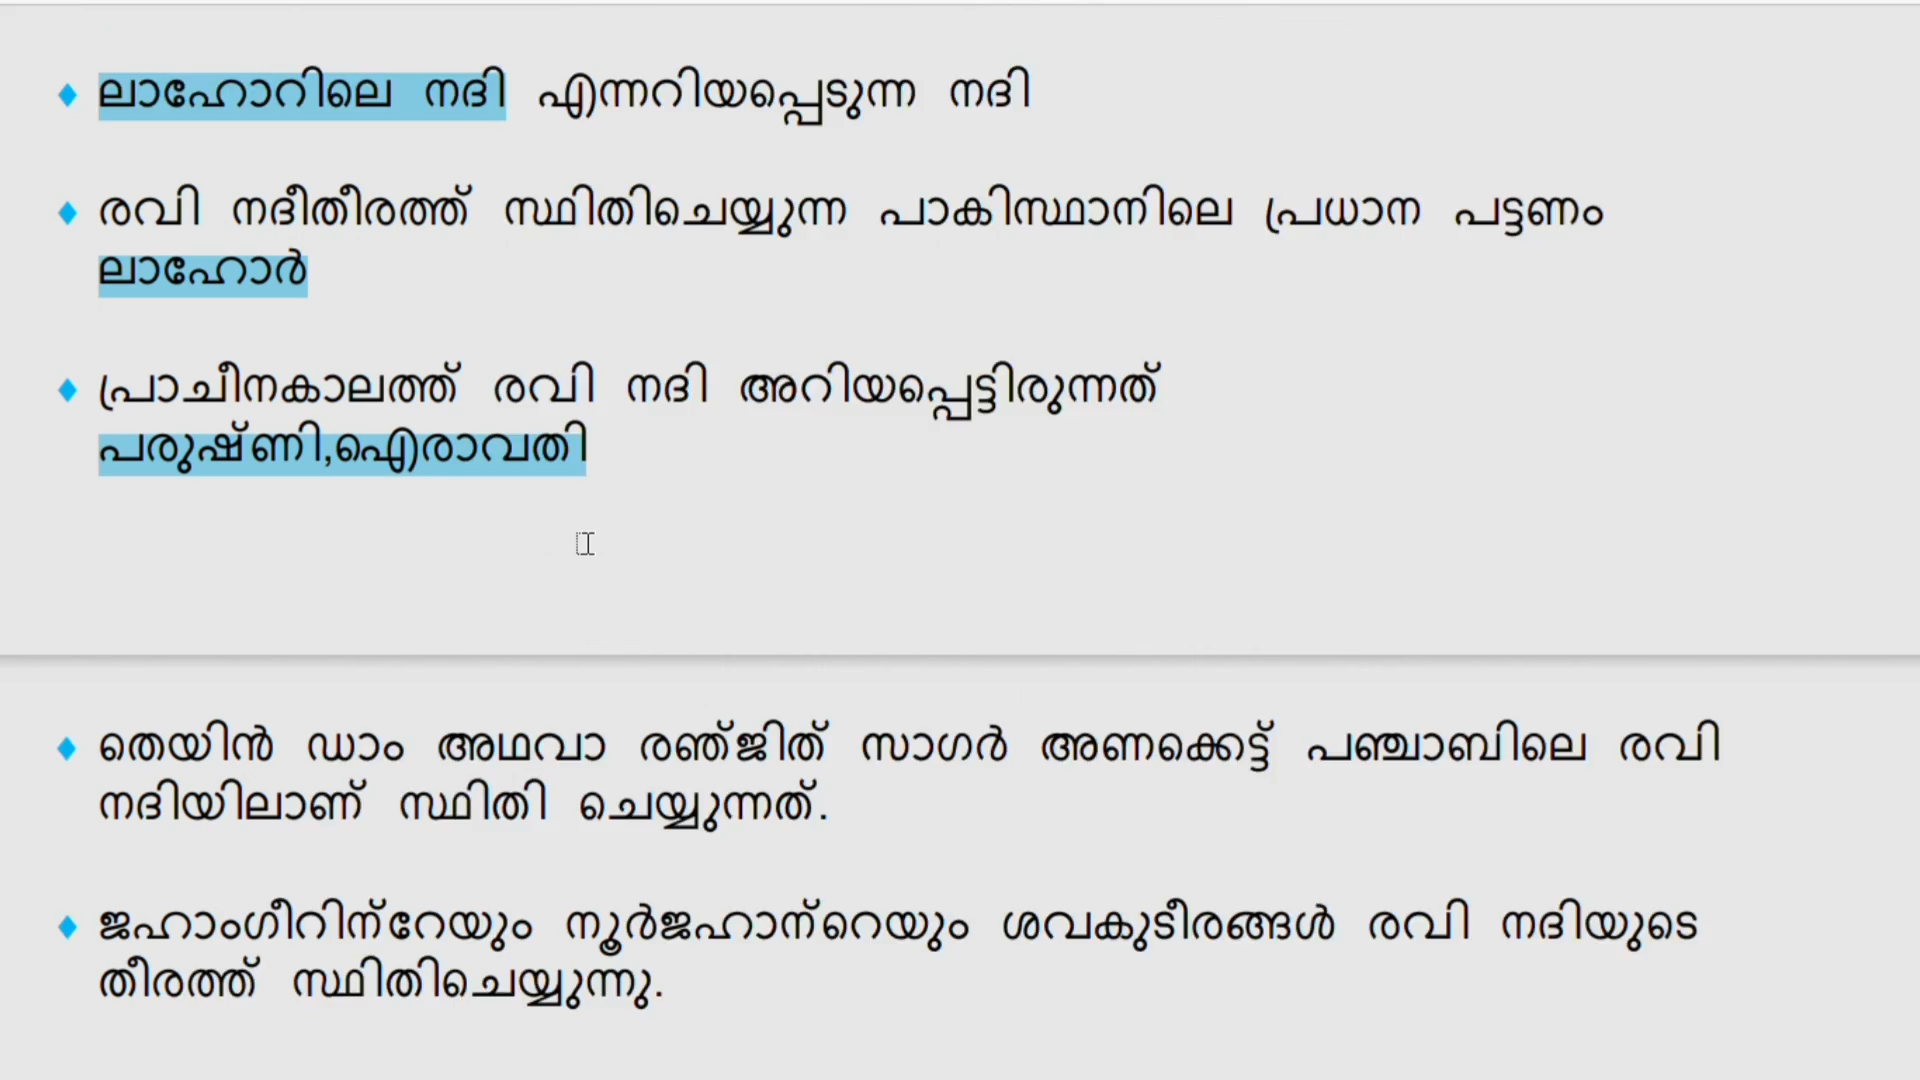 ലാഹോറിലെ നദി എന്നറിയപ്പെടുന്ന നദി
രവി നദീതീരത്ത് സ്ഥിതിചെയ്യുന്ന പാകിസ്ഥാനിലെ പ്രധാന പട്ടണം
ലാഹോർ
പ്രാചീനകാലത്ത് രവി നദി അറിയപ്പെട്ടിരുന്നത്
പരുഷ്ണി,ഐരാവതി
തെയിൻ ഡാം അഥവാ രഞ്ജിത് സാഗർ അണക്കെട്ട് പഞ്ചാബിലെ രവി
നദിയിലാണ് സ്ഥിതി ചെയ്യുന്നത്.
ജഹാംഗീറിന്റേയും നൂർജഹാന്റെയും ശവകുടീരങ്ങൾ രവി നദിയുടെ
തീരത്ത് സ്ഥിതിചെയ്യുന്നു.